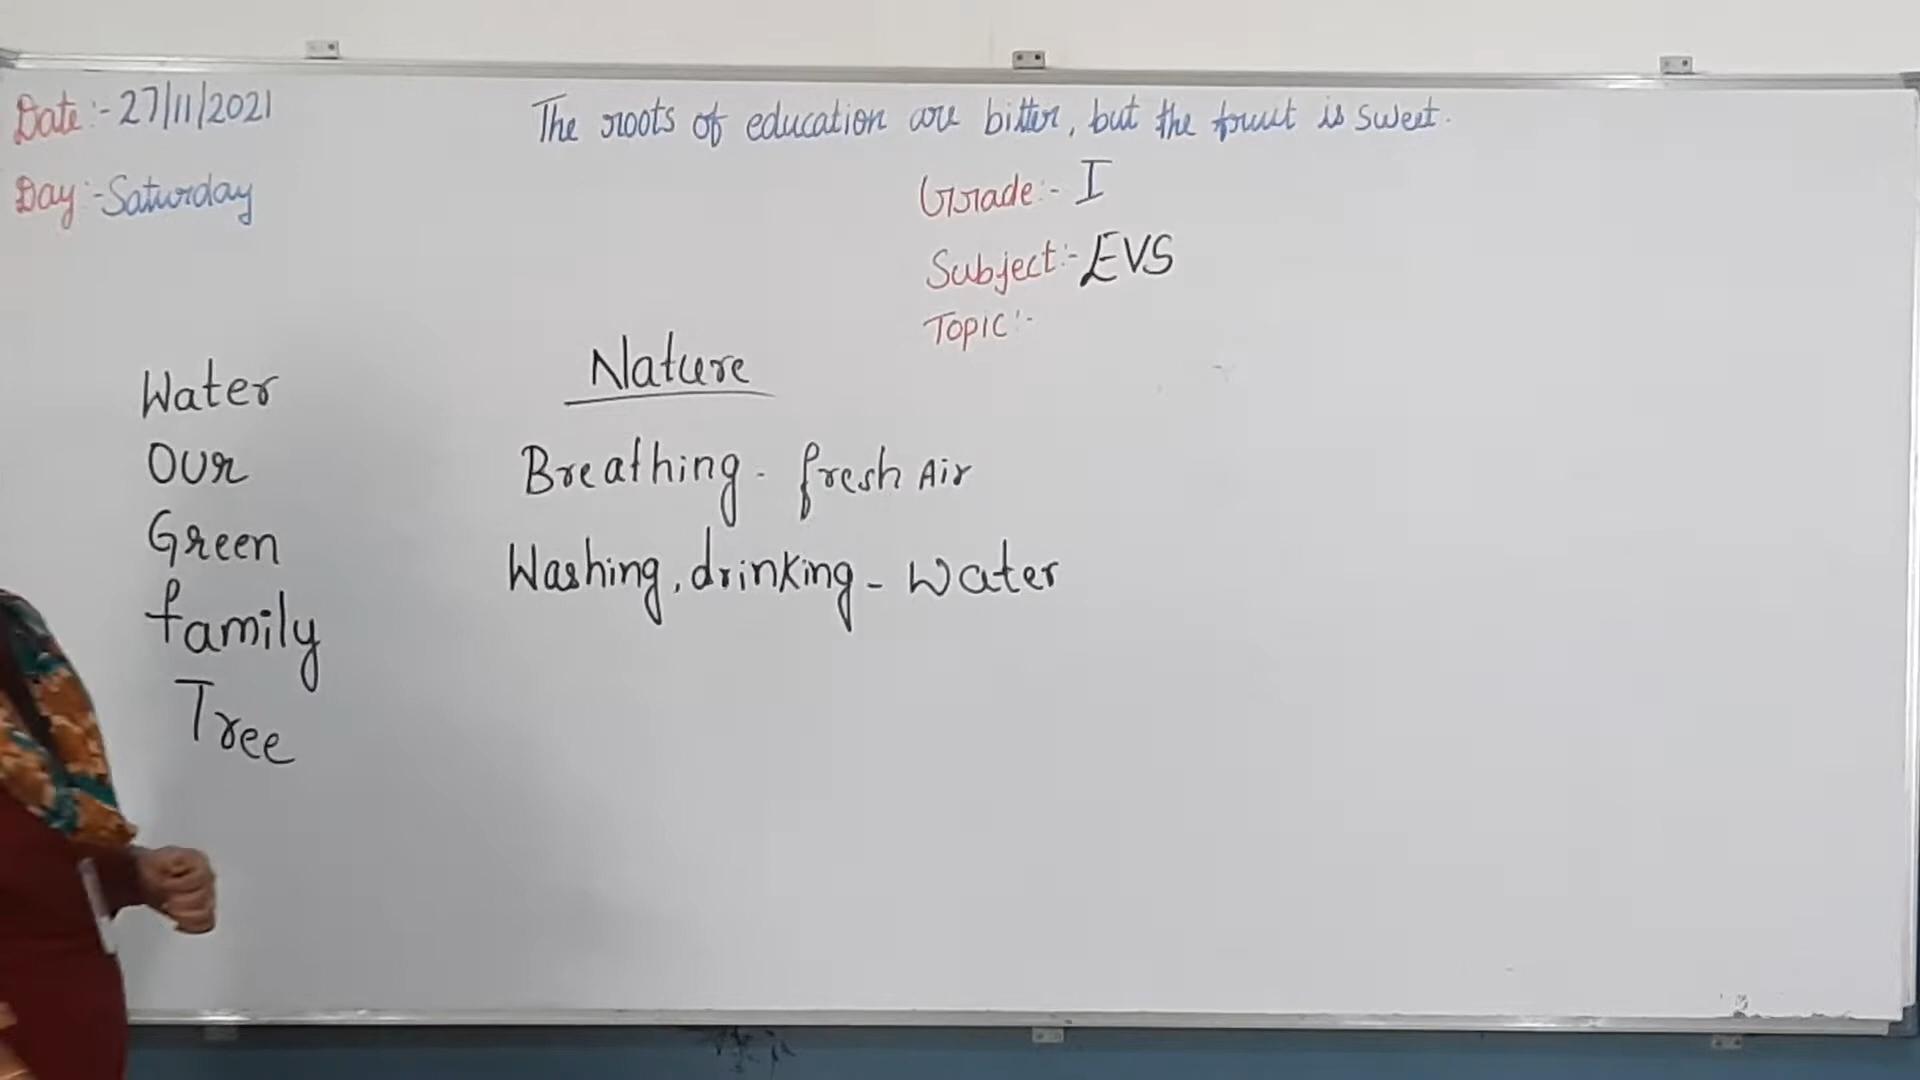 Date:- 27/11/2021
The roots of education are bitter, but the fruit is sweet.
Day:- Saturday
Grade:- I
Subject:- EVS
Topic:-
Nature
Water
Our
Green
family
Tree
Breathing - fresh Air
Washing, drinking - water